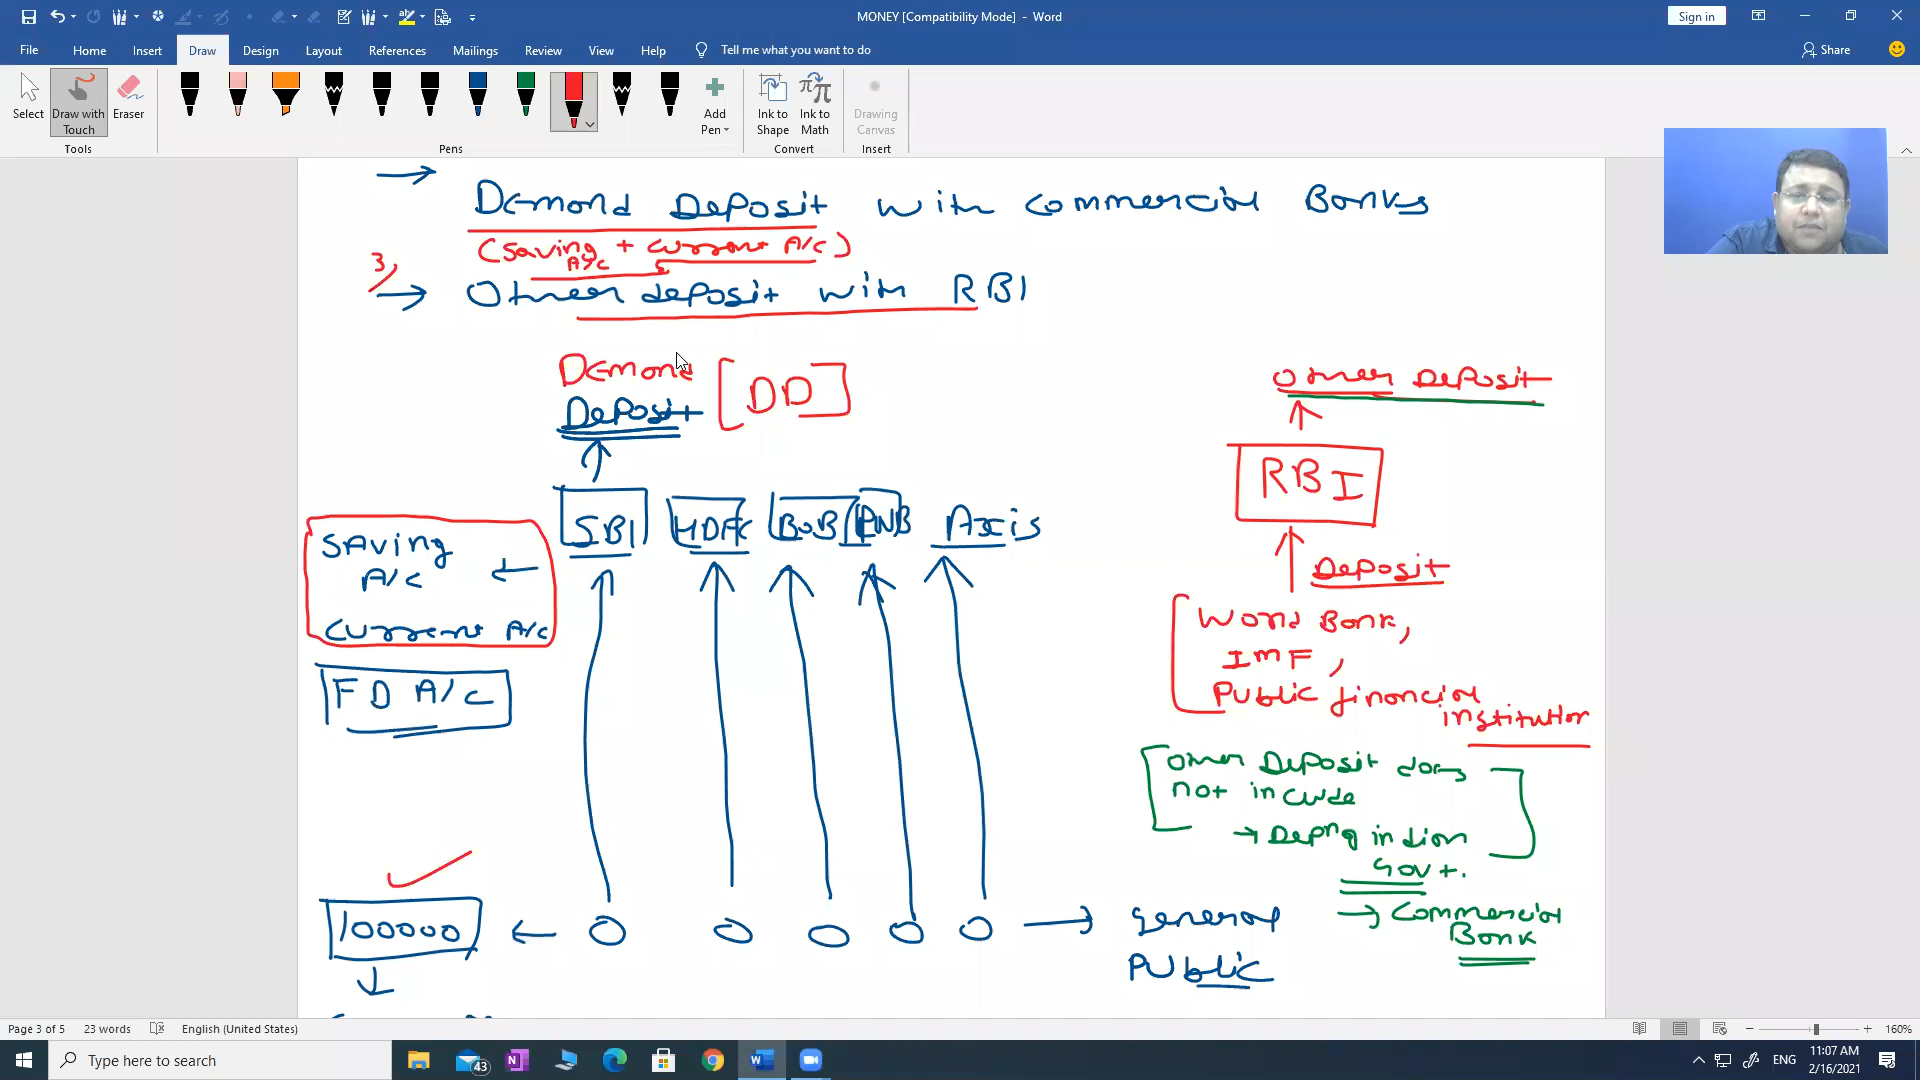 MONEY [Compatibility Mode] - Word
Sign in
File Home Insert Draw Design Layout References Mailings Review View Help Tell me what you want to do
Share
Select Draw with Touch Eraser
Add Pen
Ink to Shape Ink to Math
Drawing Canvas
Tools Pens Convert Insert
Demand Deposit with commercial Banks
(Saving A/c + current A/c)
3
Other deposit with RBI
Demand
Deposit
[DD]
Other Deposit
RBI
SBI HDFC BOB PNB Axis
Saving
A/c
Current A/c
FD A/c
Deposit
World Bank,
IMF,
Public financial
institution
Other Deposit does
not include
Indian
Gov t.
Commercial
Bank
100000
general
Public
Page 3 of 5 23 words English (United States) 160%
Type here to search
43
ENG
11:07 AM
2/16/2021